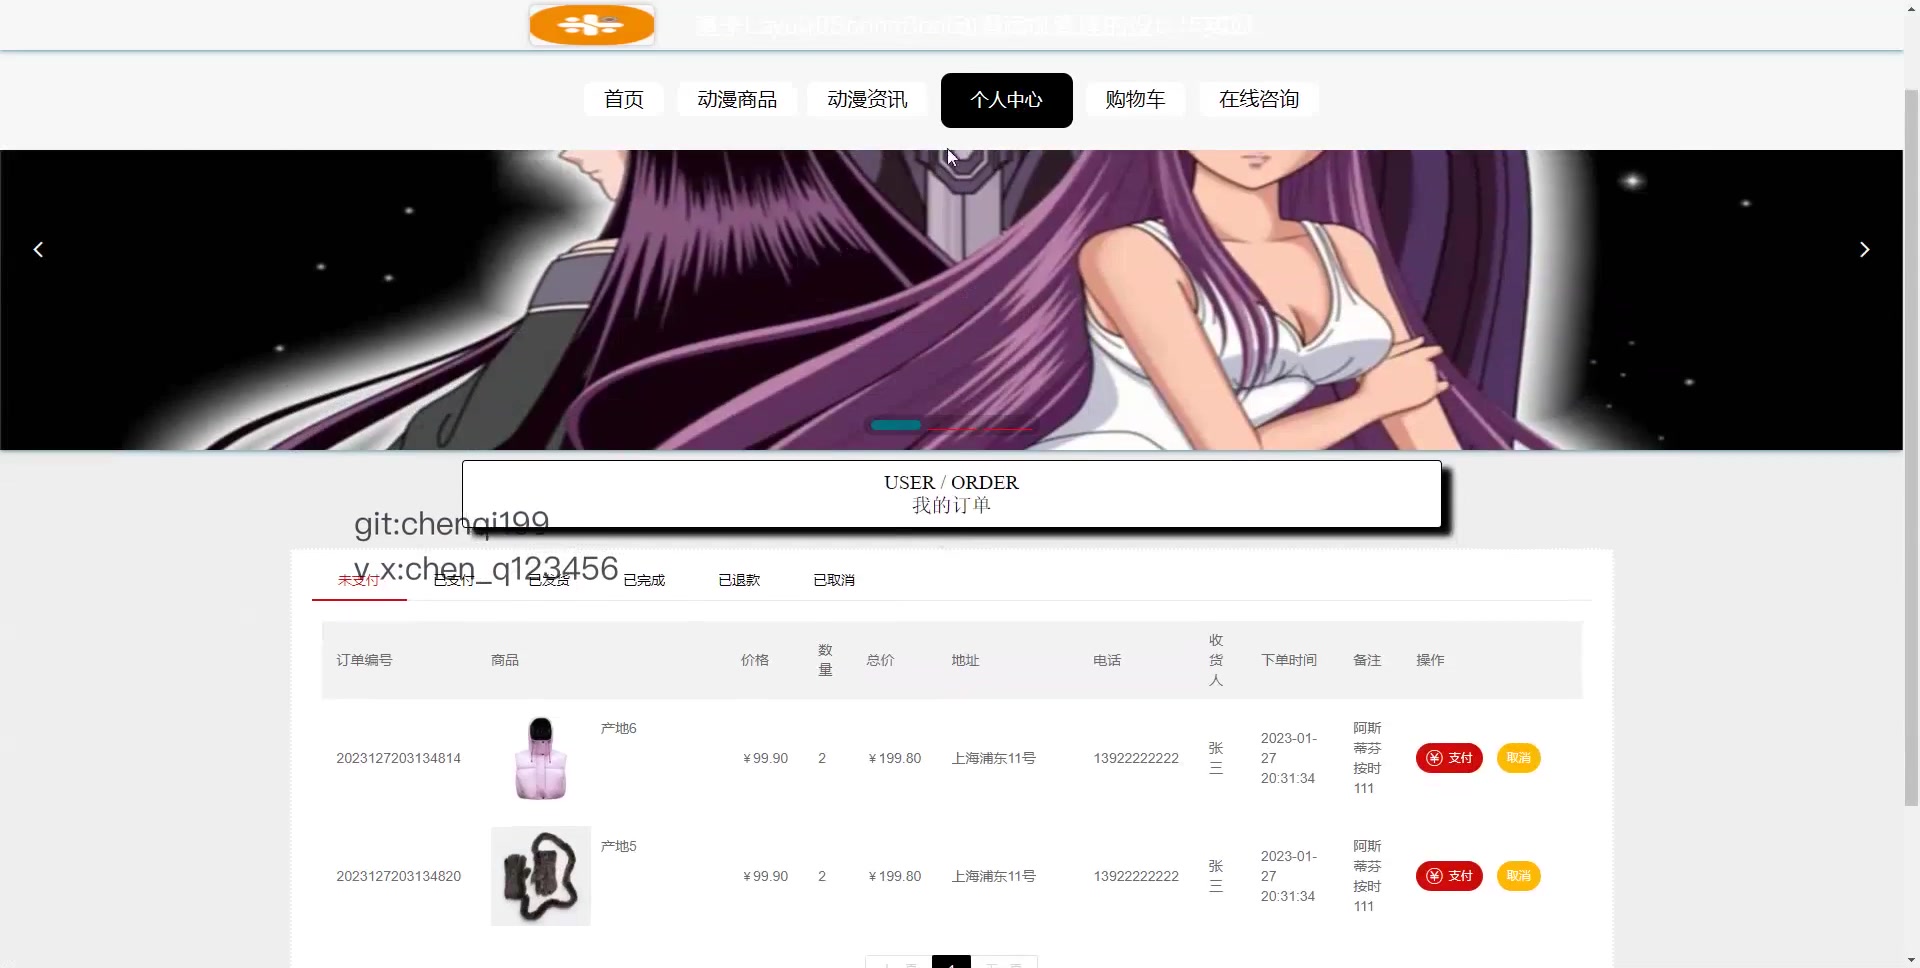 首页 动漫商品 动漫资讯 个人中心 购物车 在线咨询
USER / ORDER
我的订单
git:chenqi199
v_x:chen_q123456
未支付 已支付 已发货 已完成 已退款 已取消
订单编号 商品 价格 数量 总价 地址 电话 收货人 下单时间 备注 操作
2023127203134814 产地6 ￥99.90 2 ￥199.80 上海浦东11号 13922222222 张三 2023-01-27 20:31:34 阿斯蒂芬按时111 支付 取消
2023127203134820 产地5 ￥99.90 2 ￥199.80 上海浦东11号 13922222222 张三 2023-01-27 20:31:34 阿斯蒂芬按时111 支付 取消